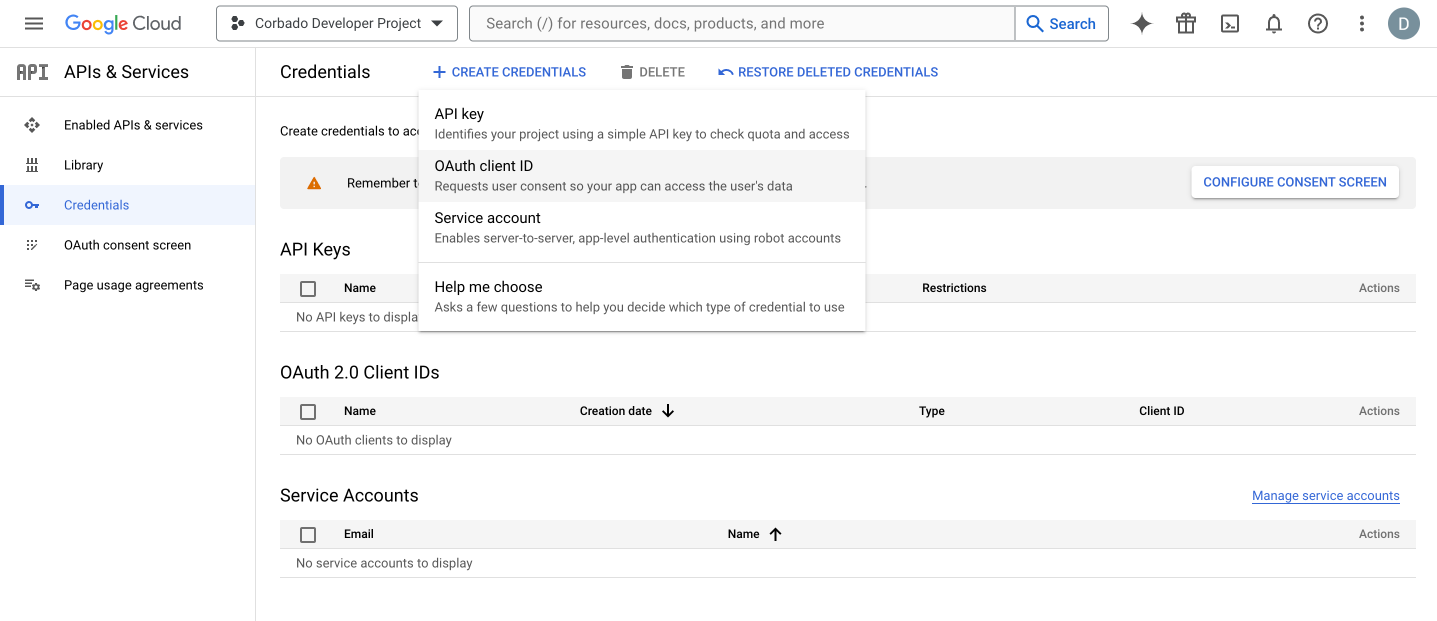 Google Cloud
Corbado Developer Project
Search (/) for resources, docs, products, and more
Search
D
API
APIs & Services
Credentials
CREATE CREDENTIALS
DELETE
RESTORE DELETED CREDENTIALS
Enabled APIs & services
Library
Credentials
OAuth consent screen
Page usage agreements
Create credentials to
API key
Identifies your project using a simple API key to check quota and access
Remember
OAuth client ID
Requests user consent so your app can access the user's data
CONFIGURE CONSENT SCREEN
Service account
Enables server-to-server, app-level authentication using robot accounts
Help me choose
Asks a few questions to help you decide which type of credential to use
API Keys
Name
Restrictions
Actions
No API keys to displa
OAuth 2.0 Client IDs
Name
Creation date
Type
Client ID
Actions
No OAuth clients to display
Service Accounts
Manage service accounts
Email
Name
Actions
No service accounts to display